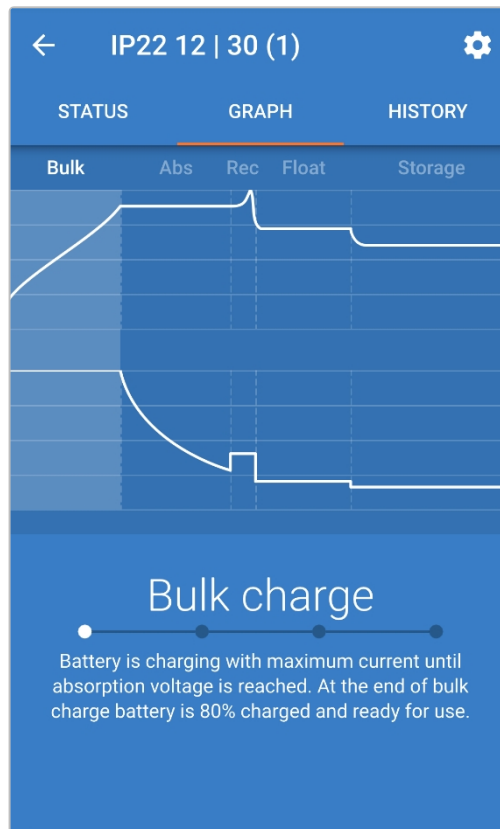 IP22 12 | 30 (1)
STATUS GRAPH HISTORY
Bulk Abs Rec Float Storage
Bulk charge
Battery is charging with maximum current until
absorption voltage is reached. At the end of bulk
charge battery is 80% charged and ready for use.